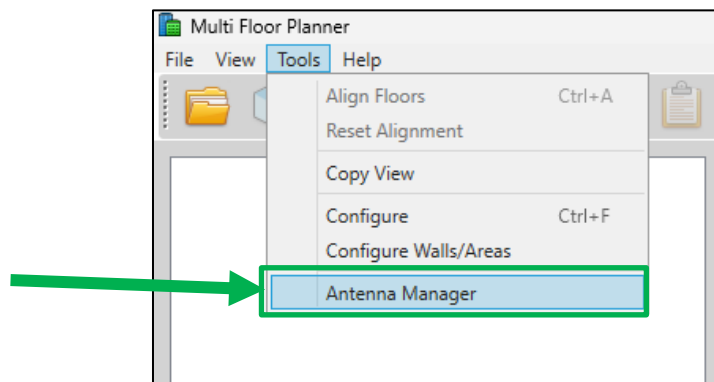 Multi Floor Planner
File View Tools Help
Align Floors Ctrl+A
Reset Alignment
Copy View
Configure Ctrl+F
Configure Walls/Areas
Antenna Manager